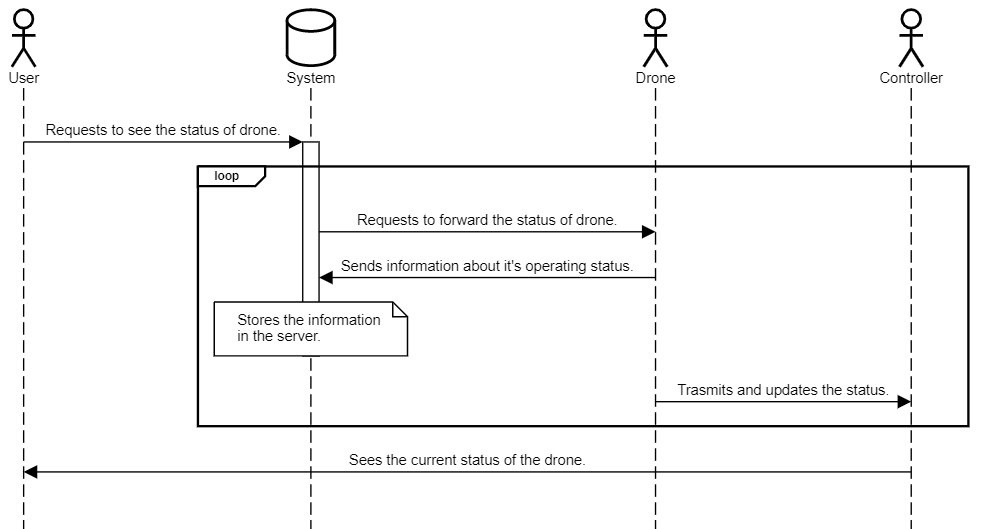 User
System
Drone
Controller
Requests to see the status of drone.
loop
Requests to forward the status of drone.
Sends information about it's operating status.
Stores the information
in the server.
Trasmits and updates the status.
Sees the current status of the drone.